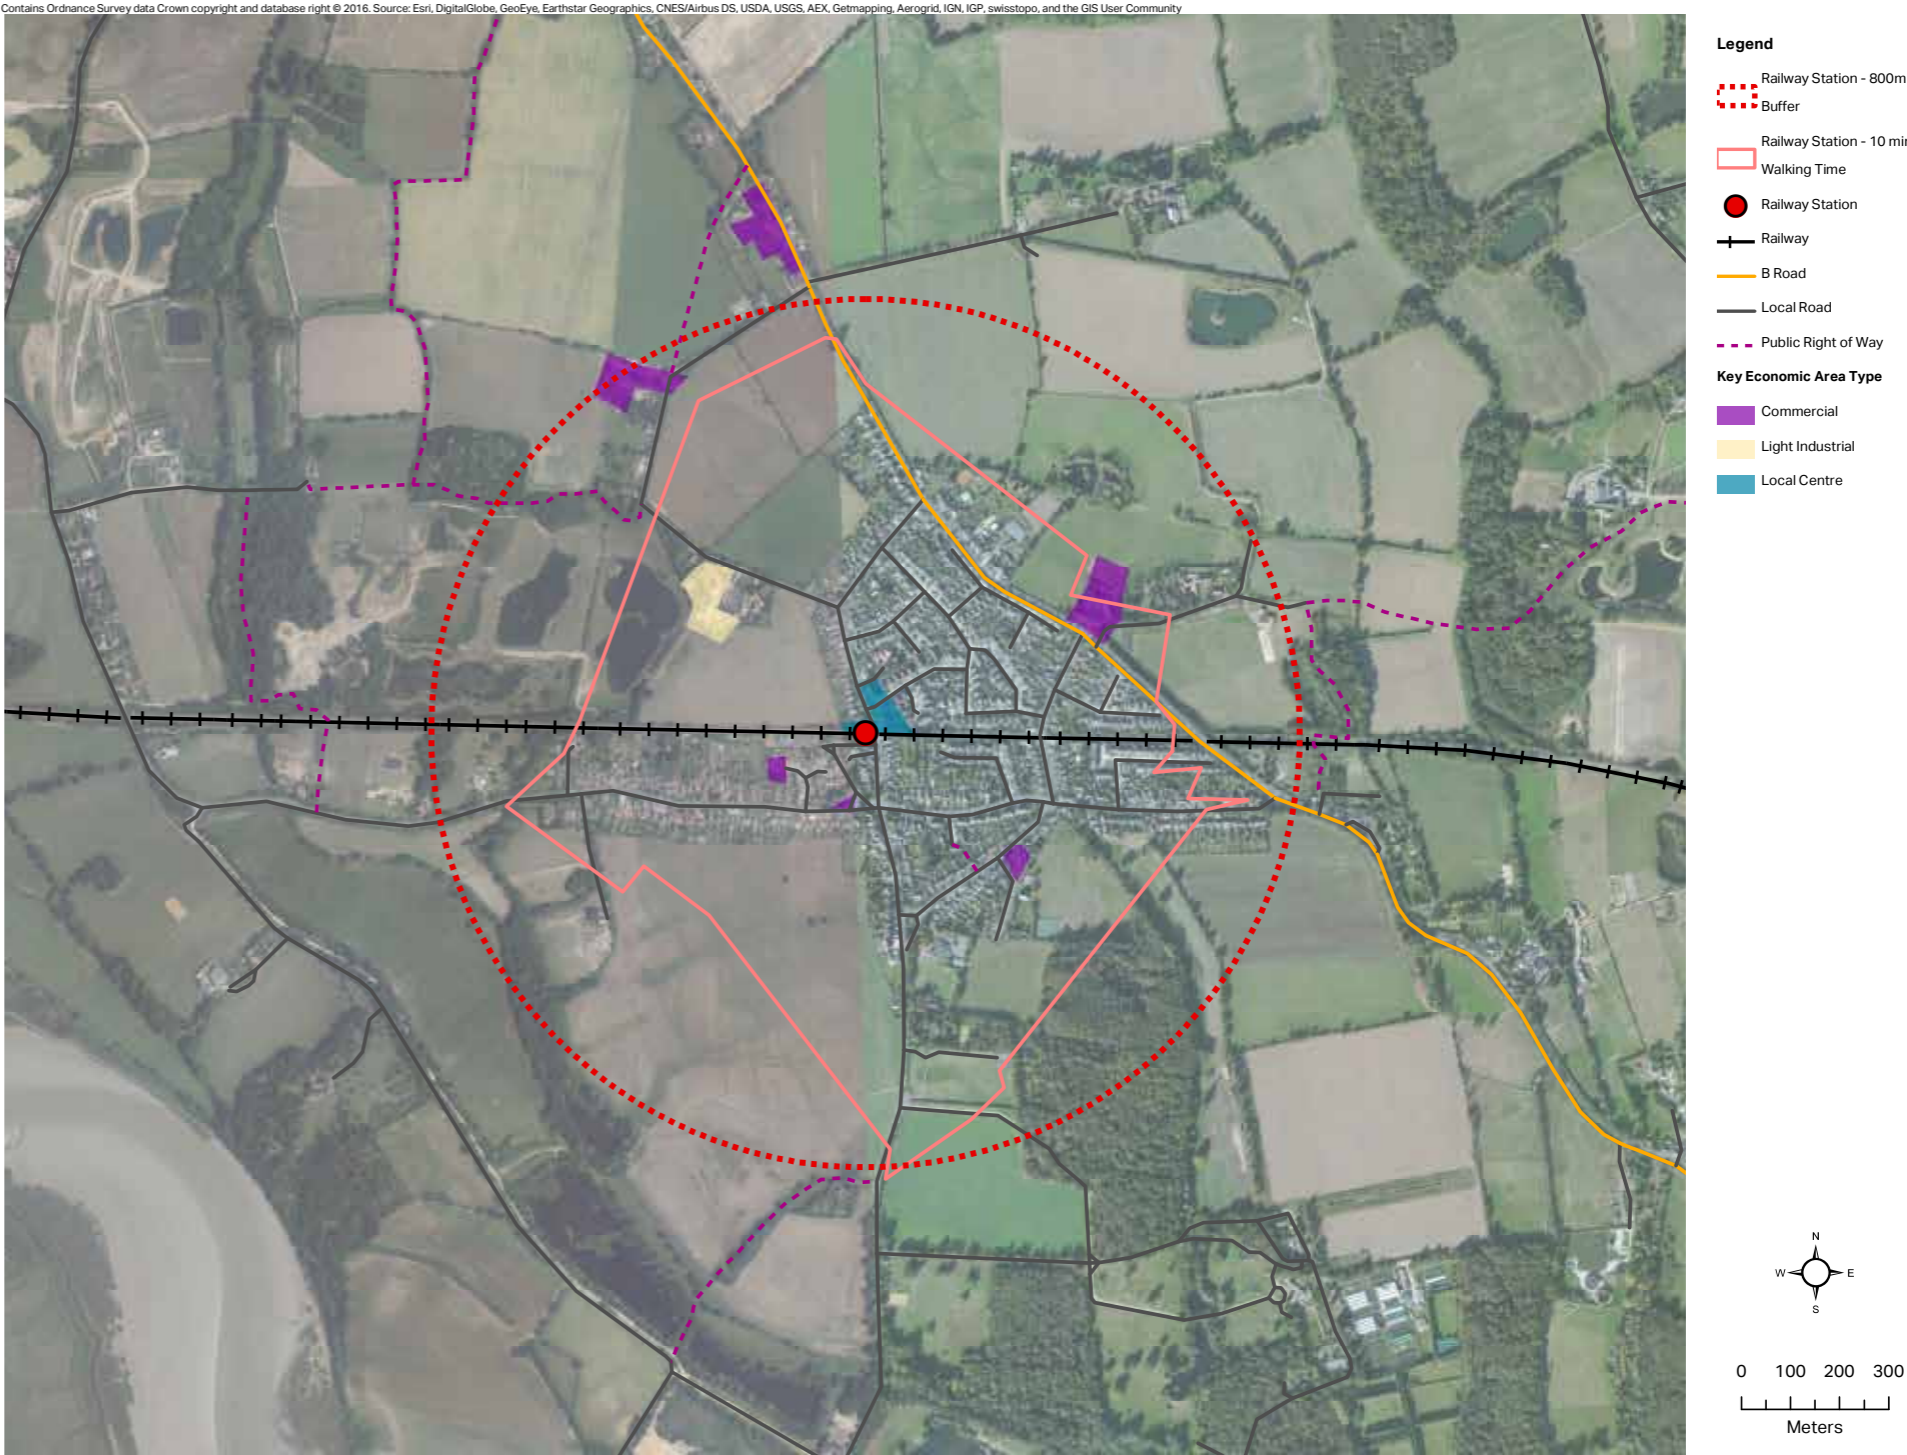 Contains Ordnance Survey data Crown copyright and database right © 2016. Source: Esri, DigitalGlobe, GeoEye, Earthstar Geographics, CNES/Airbus DS, USDA, USGS, AEX, Getmapping, Aerogrid, IGN, IGP, swisstopo, and the GIS User Community
Legend
Railway Station - 800m
Buffer
Railway Station - 10 min
Walking Time
Railway Station
Railway
B Road
Local Road
Public Right of Way
Key Economic Area Type
Commercial
Light Industrial
Local Centre
N
W E
S
0 100 200 300
Meters